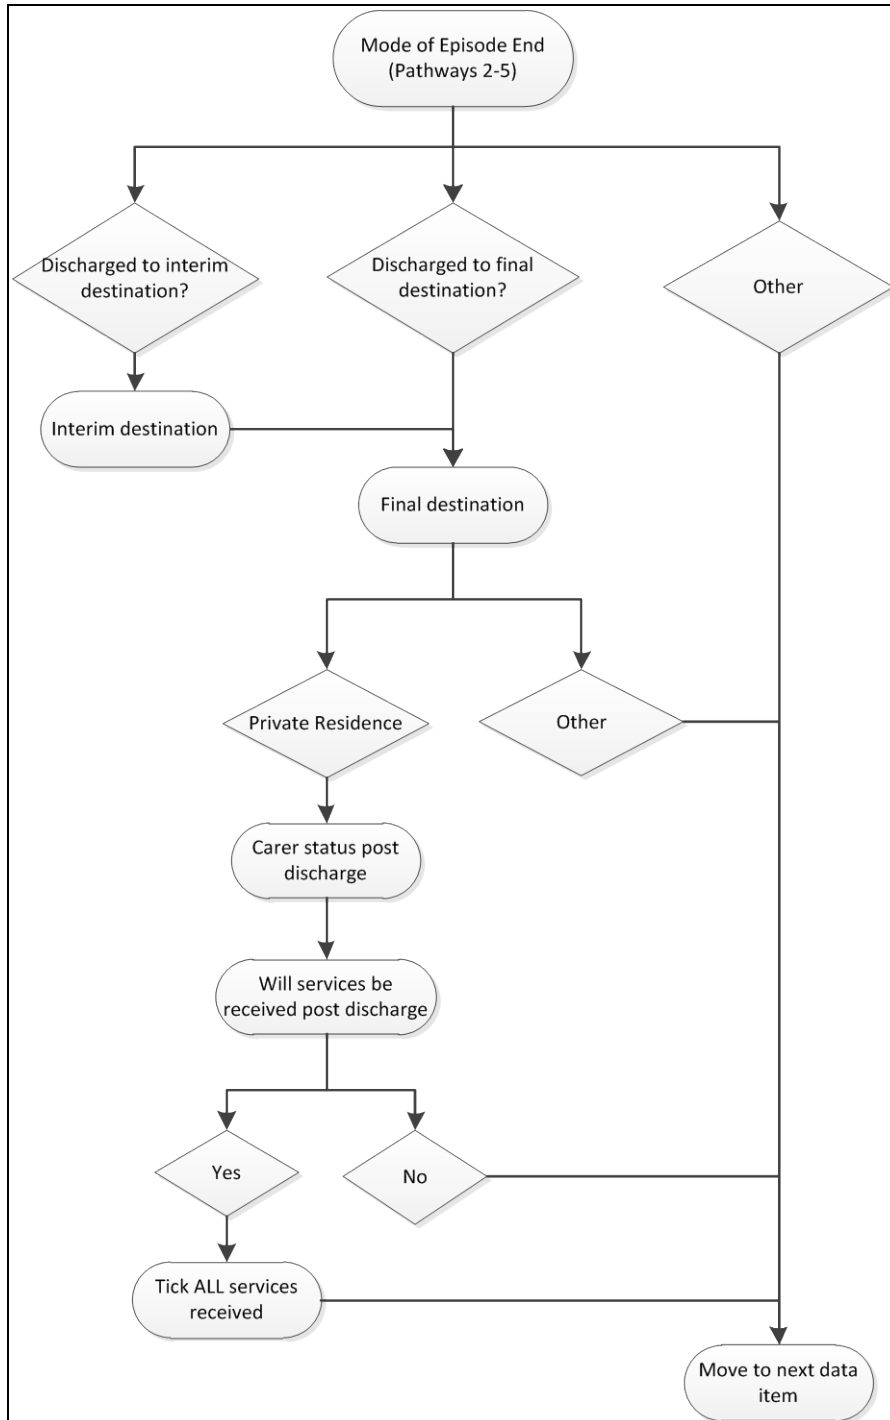 Mode of Episode End
(Pathways 2-5)
Discharged to interim
destination?
Discharged to final
destination?
Other
Interim destination
Final destination
Private Residence
Other
Carer status post
discharge
Will services be
received post discharge
Yes
No
Tick ALL services
received
Move to next data
item